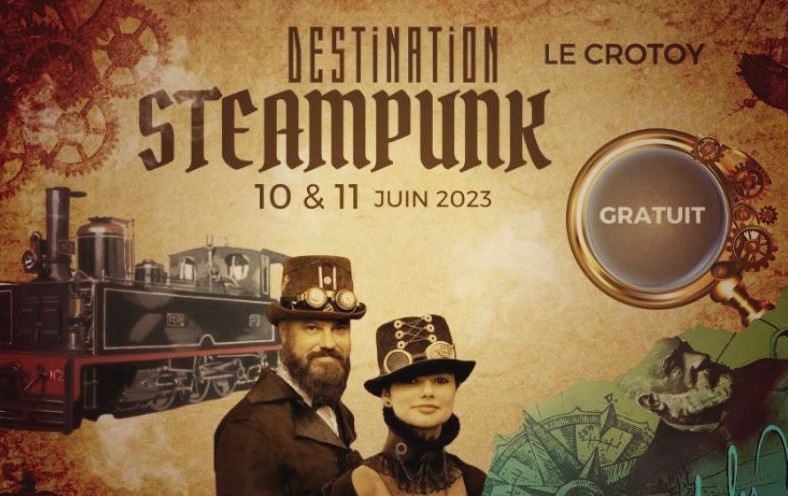 DESTiNATiON
LE CROTOY
STEAMPUNK
10 & 11 JUIN 2023
GRATUIT